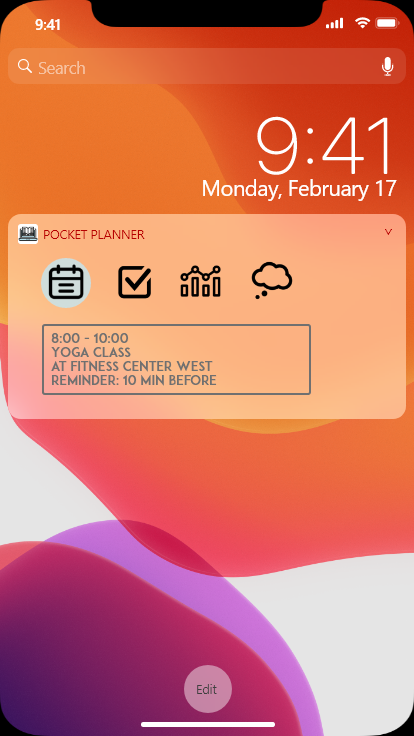 9:41
Search
9:41
Monday, February 17
POCKET PLANNER
8:00 - 10:00
YOGA CLASS
AT FITNESS CENTER WEST
REMINDER: 10 MIN BEFORE
Edit